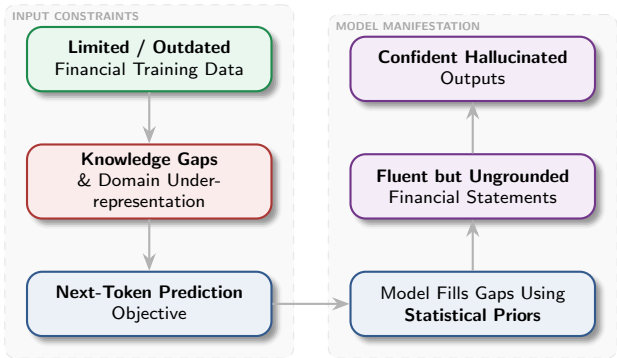 INPUT CONSTRAINTS
Limited / Outdated
Financial Training Data
Knowledge Gaps
& Domain Under-
representation
Next-Token Prediction
Objective
MODEL MANIFESTATION
Confident Hallucinated
Outputs
Fluent but Ungrounded
Financial Statements
Model Fills Gaps Using
Statistical Priors